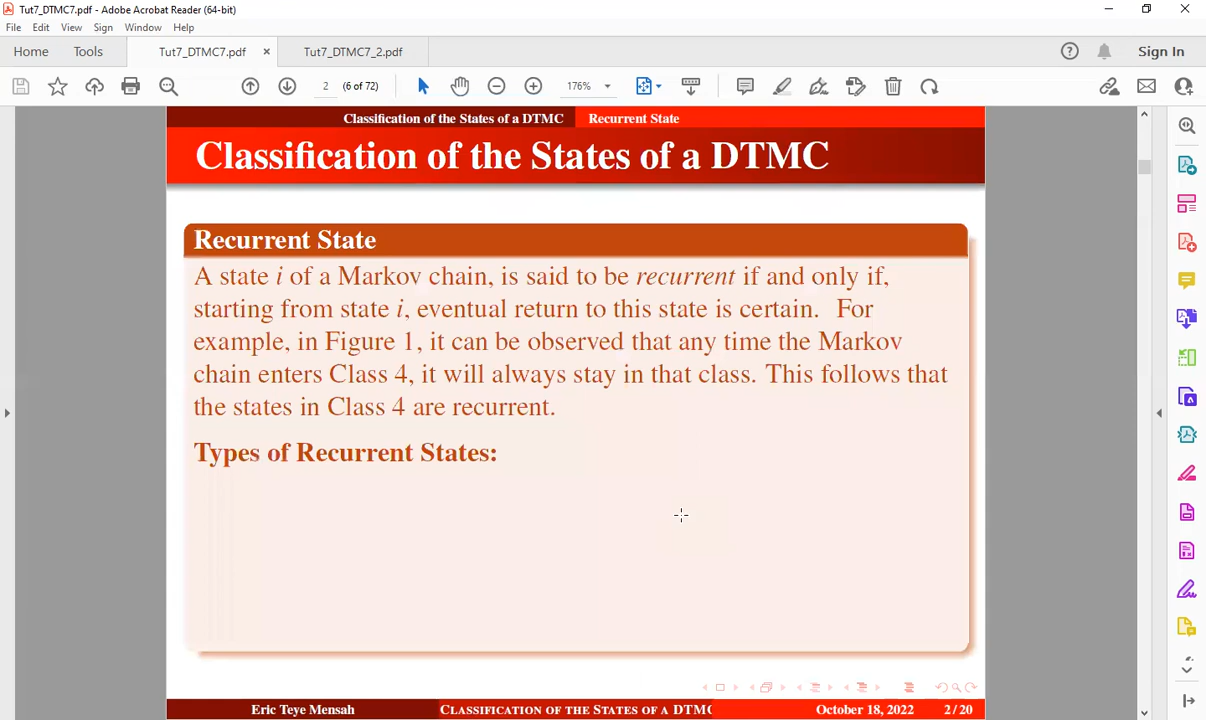 Tut7_DTMC7.pdf - Adobe Acrobat Reader (64-bit)
File Edit View Sign Window Help
Home Tools Tut7_DTMC7.pdf × Tut7_DTMC7_2.pdf Sign In
2 (6 of 72) 176%
Classification of the States of a DTMC Recurrent State
Classification of the States of a DTMC
Recurrent State
A state i of a Markov chain, is said to be recurrent if and only if,
starting from state i, eventual return to this state is certain. For
example, in Figure 1, it can be observed that any time the Markov
chain enters Class 4, it will always stay in that class. This follows that
the states in Class 4 are recurrent.
Types of Recurrent States:
Eric Teye Mensah CLASSIFICATION OF THE STATES OF A DTMC October 18, 2022 2/20